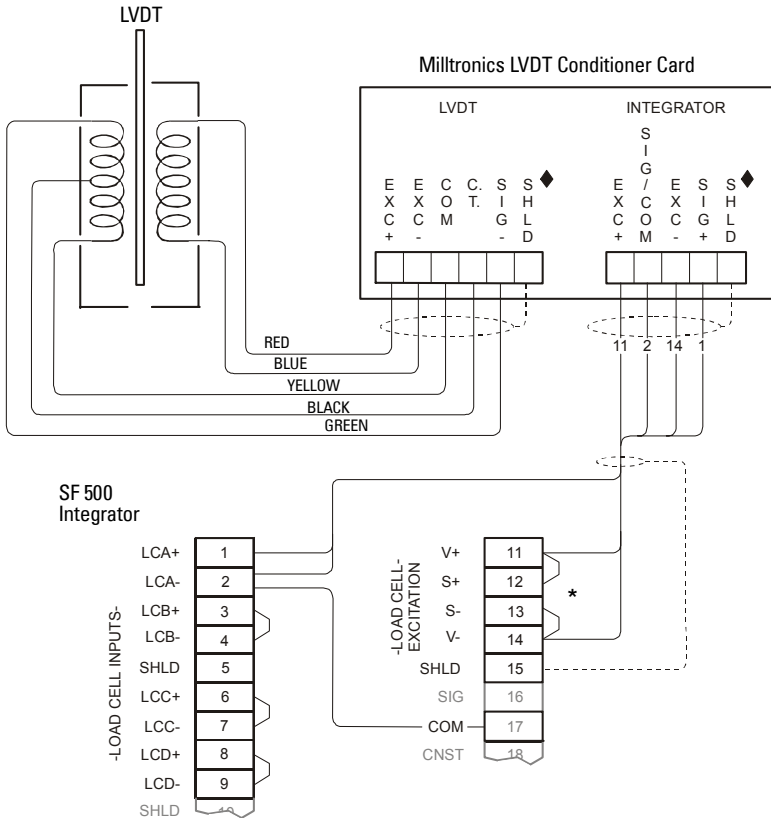 LVDT
Milltronics LVDT Conditioner Card
LVDT
INTEGRATOR
EXC+
EXC-
COM
C.T.
SIG-
SHLD
EXC+
SIG/COM
EXC-
SIG+
SHLD
11 2 14 1
RED
BLUE
YELLOW
BLACK
GREEN
SF 500
Integrator
-LOAD CELL INPUTS-
LCA+ 1
LCA- 2
LCB+ 3
LCB- 4
SHLD 5
LCC+ 6
LCC- 7
LCD+ 8
LCD- 9
SHLD 10
-LOAD CELL-
EXCITATION
V+ 11
S+ 12
S- 13
V- 14
SHLD 15
SIG 16
COM 17
CNST 18
*